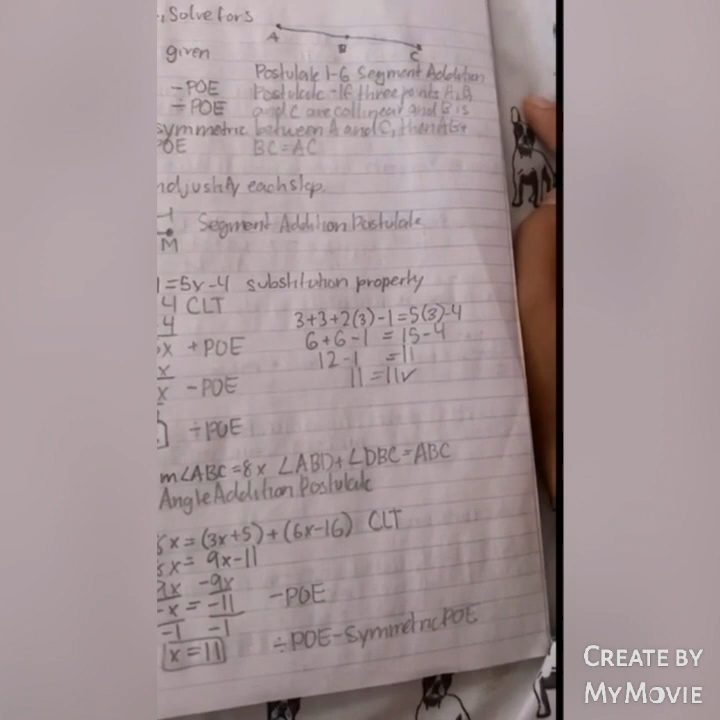 , Solve for s
A
B
C
given
Postulate 1-6 Segment Addition
-POE Postulate - If three points A, B
÷POE and C are collinear and B is
symmetric between A and C, then AB+
POE BC=AC
and justify each step.
M Segment Addition Postulate
1=5x-4 substitution property
4 CLT
4
x +POE
x
x -POE
÷POE
3+3+2(3)-1=5(3)-4
6+6-1 = 15-4
12-1 =11
11=11✓
m∠ABC=8x ∠ABD+∠DBC=ABC
Angle Addition Postulate
8x=(3x+5)+(6x-16) CLT
8x= 9x-11
9x -9x
-x = -11 -POE
-1 -1
x=11 ÷POE-Symmetric POE
CREATE BY
MYMOVIE